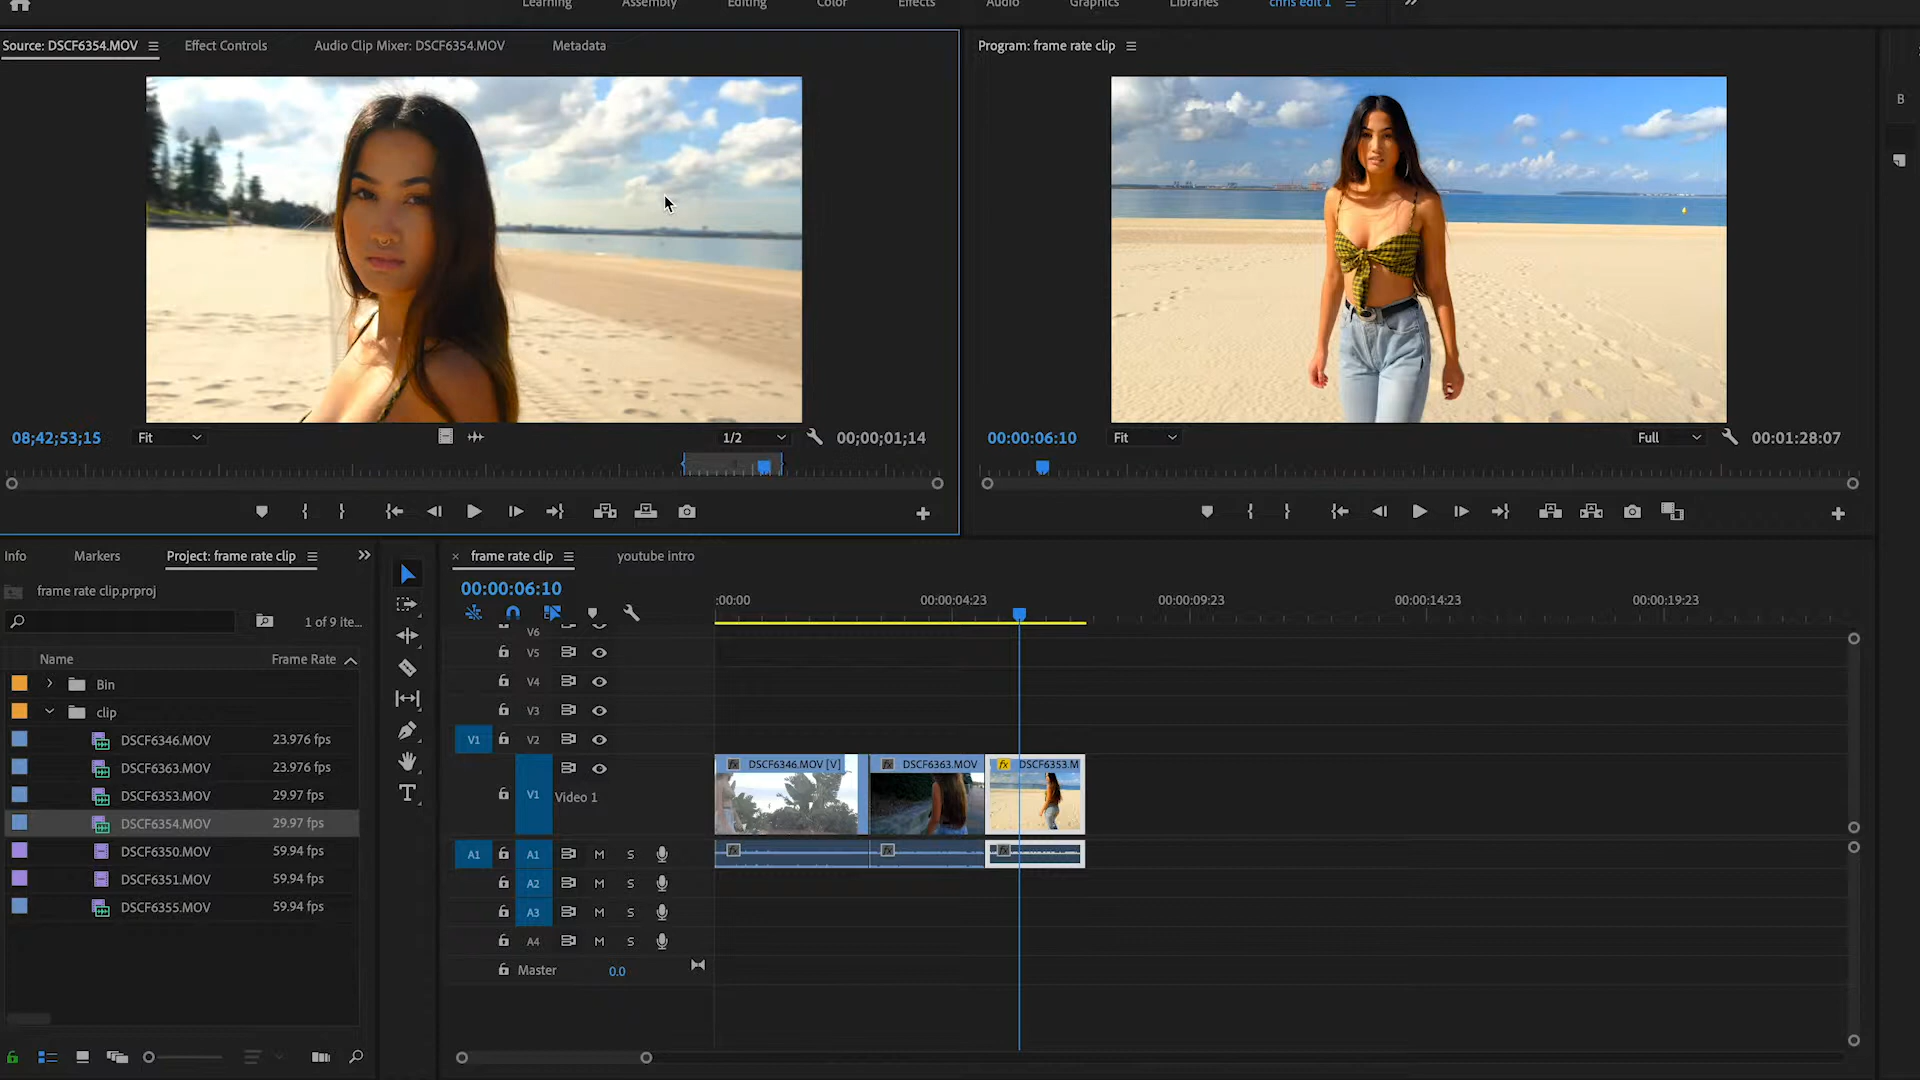 Learning Assembly Editing Color Effects Audio Graphics Libraries chris edit 1
Source: DSCF6354.MOV Effect Controls Audio Clip Mixer: DSCF6354.MOV Metadata
Program: frame rate clip
B
08;42;53;15 Fit 1/2 00;00;01;14
00:00:06:10 Fit Full 00:01:28:07
Info Markers Project: frame rate clip
frame rate clip.prproj
1 of 9 ite...
Name Frame Rate
Bin
clip
DSCF6346.MOV 23.976 fps
DSCF6363.MOV 23.976 fps
DSCF6353.MOV 29.97 fps
DSCF6354.MOV 29.97 fps
DSCF6350.MOV 59.94 fps
DSCF6351.MOV 59.94 fps
DSCF6355.MOV 59.94 fps
× frame rate clip youtube intro
00:00:06:10
:00:00 00:00:04:23 00:00:09:23 00:00:14:23 00:00:19:23
V6
V5
V4
V3
V1 V2
fx DSCF6346.MOV [V] fx DSCF6363.MOV fx DSCF6353.M
V1 Video 1
A1 A1 M S fx fx fx
A2 M S
A3 M S
A4 M S
Master 0.0